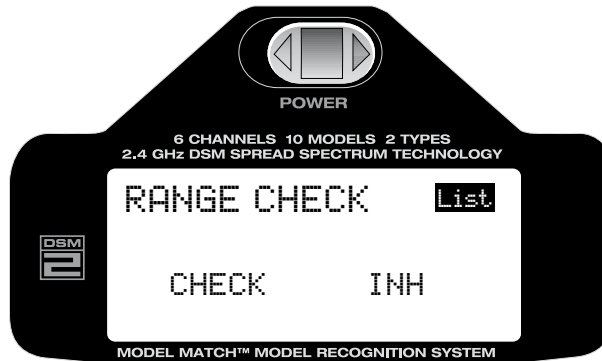 POWER
6 CHANNELS 10 MODELS 2 TYPES
2.4 GHz DSM SPREAD SPECTRUM TECHNOLOGY
RANGE CHECK List
DSM
2
CHECK INH
MODEL MATCH™ MODEL RECOGNITION SYSTEM